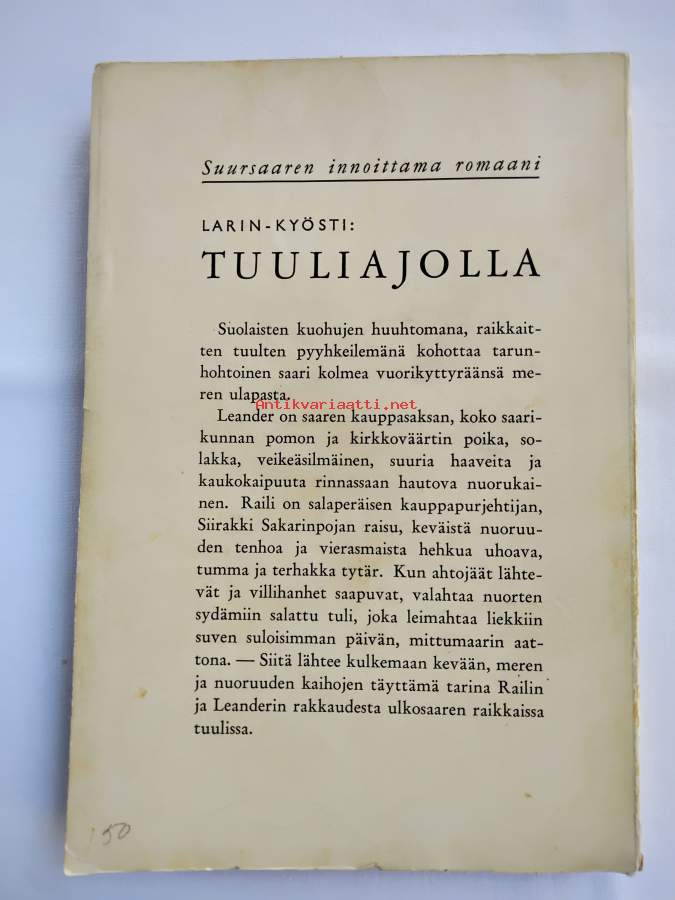 Suursaaren innoittama romaani
LARIN-KYÖSTI:
TUULIAJOLLA
Suolaisten kuohujen huuhtomana, raikkait-
ten tuulten pyyhkeilemänä kohottaa tarun-
hohtoinen saari kolmea vuorikyttyräänsä me-
ren ulapasta.
Antikvariaatti.net
Leander on saaren kauppasaksan, koko saari-
kunnan pomon ja kirkkoväärtin poika, so-
lakka, veikeäsilmäinen, suuria haaveita ja
kaukokaipuuta rinnassaan hautova nuorukai-
nen. Raili on salaperäisen kauppapurjehtijan,
Siirakki Sakarinpojan raisu, keväistä nuoruu-
den tenhoa ja vierasmaista hehkua uhoava,
tumma ja terhakka tytär. Kun ahtojäät lähte-
vät ja villihanhet saapuvat, valahtaa nuorten
sydämiin salattu tuli, joka leimahtaa liekkiin
suven suloisimman päivän, mittumaarin aat-
tona. — Siitä lähtee kulkemaan kevään, meren
ja nuoruuden kaihojen täyttämä tarina Railin
ja Leanderin rakkaudesta ulkosaaren raikkaissa
tuulissa.
50